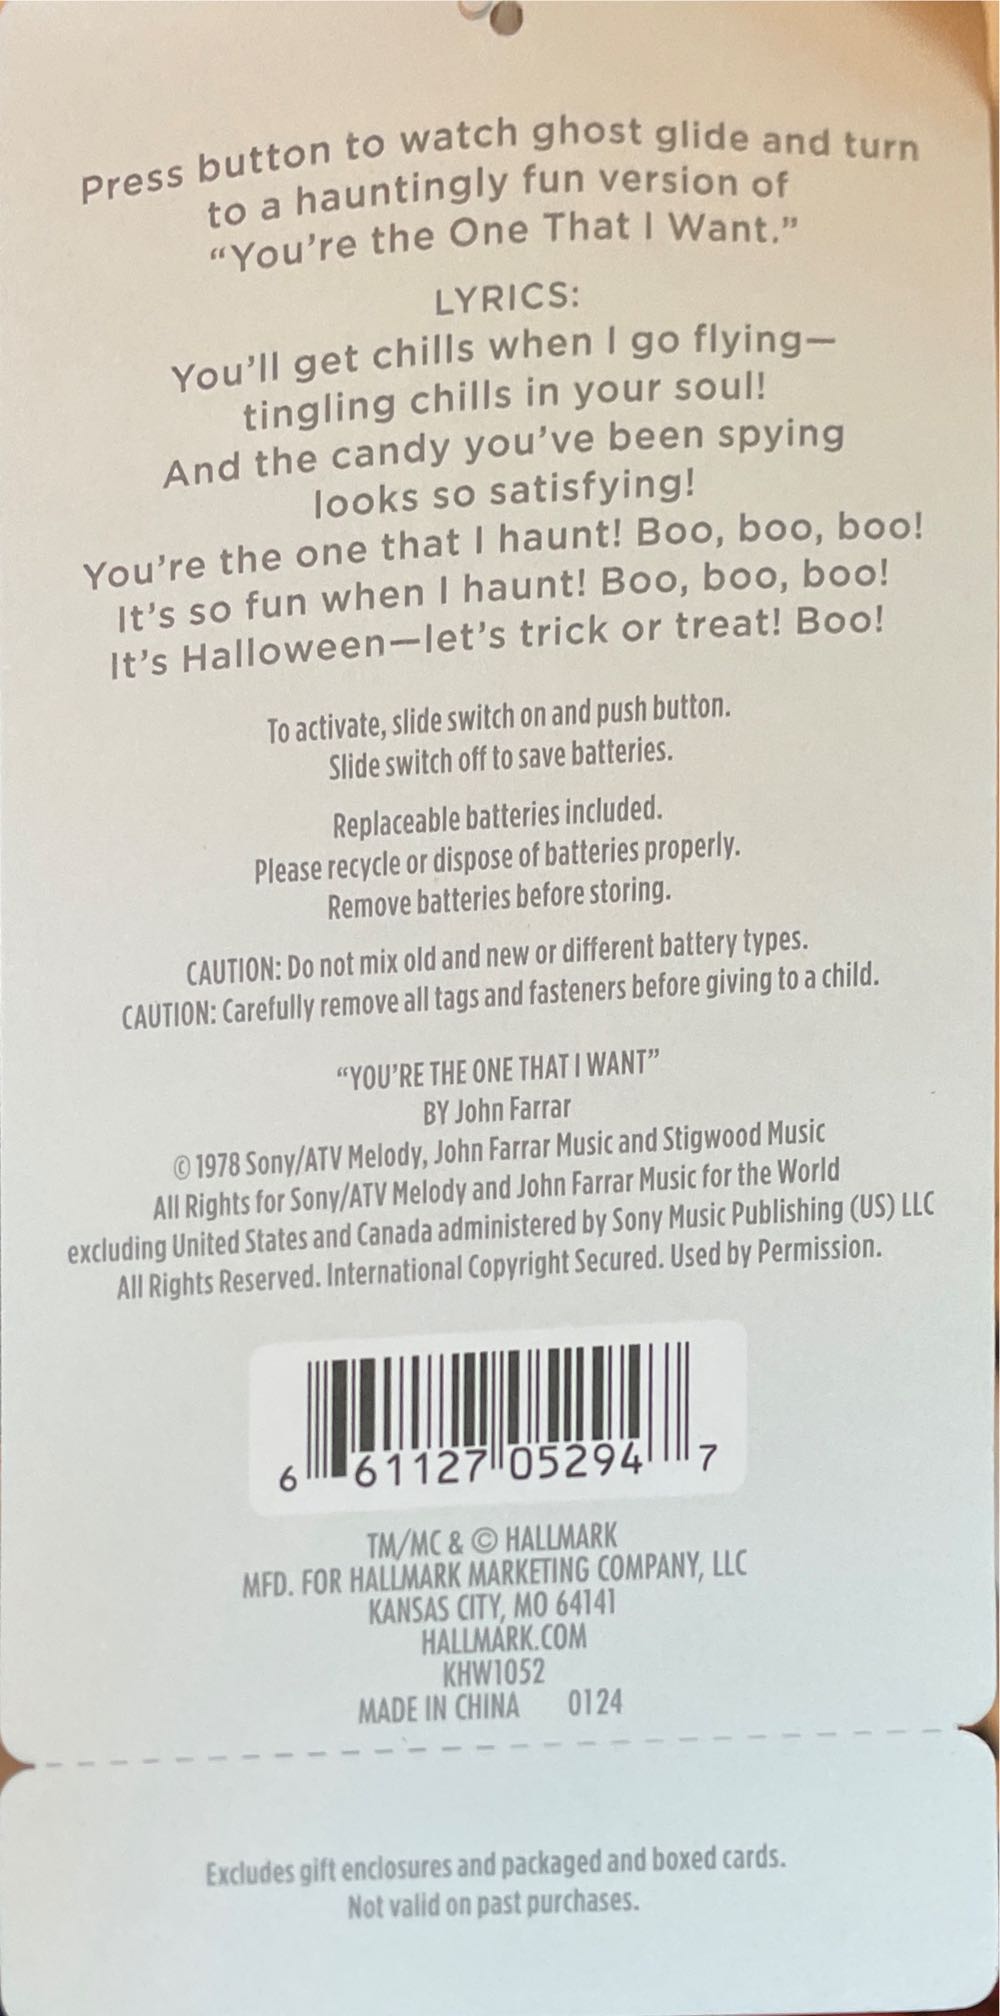 Press button to watch ghost glide and turn
to a hauntingly fun version of
“You’re the One That I Want.”
LYRICS:
You’ll get chills when I go flying—
tingling chills in your soul!
And the candy you’ve been spying
looks so satisfying!
You’re the one that I haunt! Boo, boo, boo!
It’s so fun when I haunt! Boo, boo, boo!
It’s Halloween—let’s trick or treat! Boo!
To activate, slide switch on and push button.
Slide switch off to save batteries.
Replaceable batteries included.
Please recycle or dispose of batteries properly.
Remove batteries before storing.
CAUTION: Do not mix old and new or different battery types.
CAUTION: Carefully remove all tags and fasteners before giving to a child.
“YOU’RE THE ONE THAT I WANT”
BY John Farrar
© 1978 Sony/ATV Melody, John Farrar Music and Stigwood Music
All Rights for Sony/ATV Melody and John Farrar Music for the World
excluding United States and Canada administered by Sony Music Publishing (US) LLC
All Rights Reserved. International Copyright Secured. Used by Permission.
6 61127 05294 7
TM/MC & © HALLMARK
MFD. FOR HALLMARK MARKETING COMPANY, LLC
KANSAS CITY, MO 64141
HALLMARK.COM
KHW1052
MADE IN CHINA 0124
Excludes gift enclosures and packaged and boxed cards.
Not valid on past purchases.